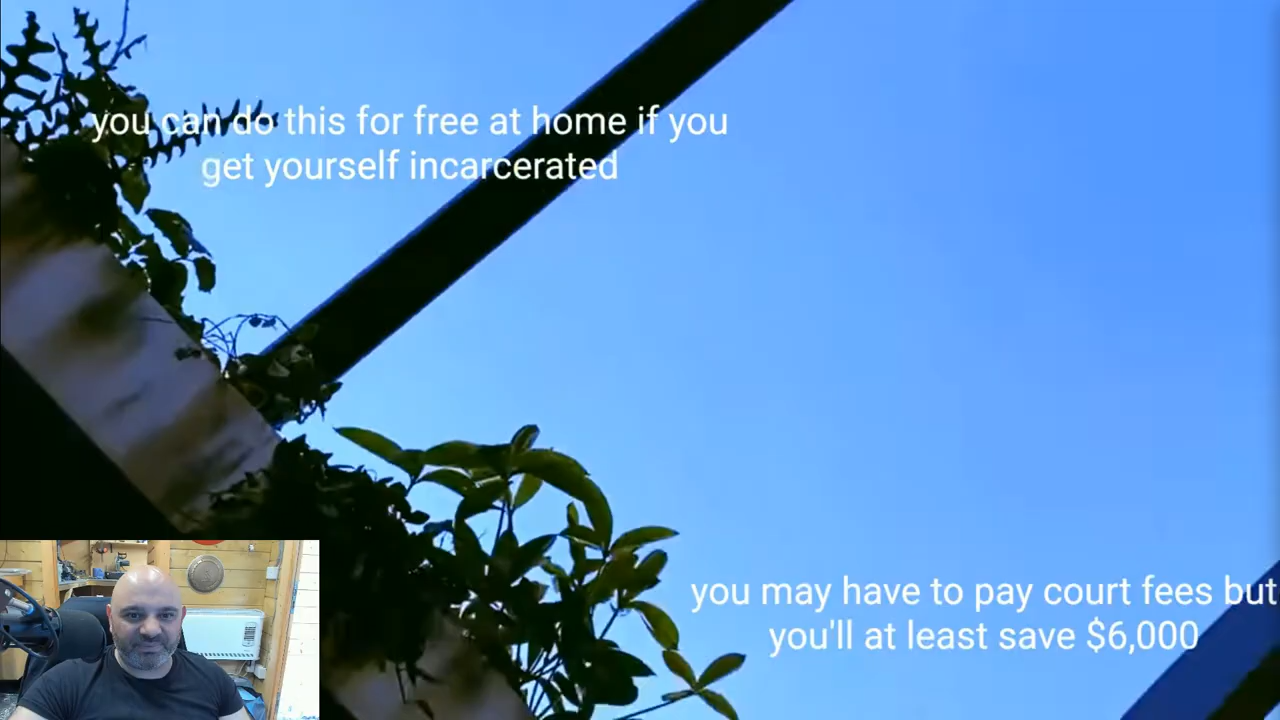 you can do this for free at home if you
get yourself incarcerated
you may have to pay court fees but
you'll at least save $6,000